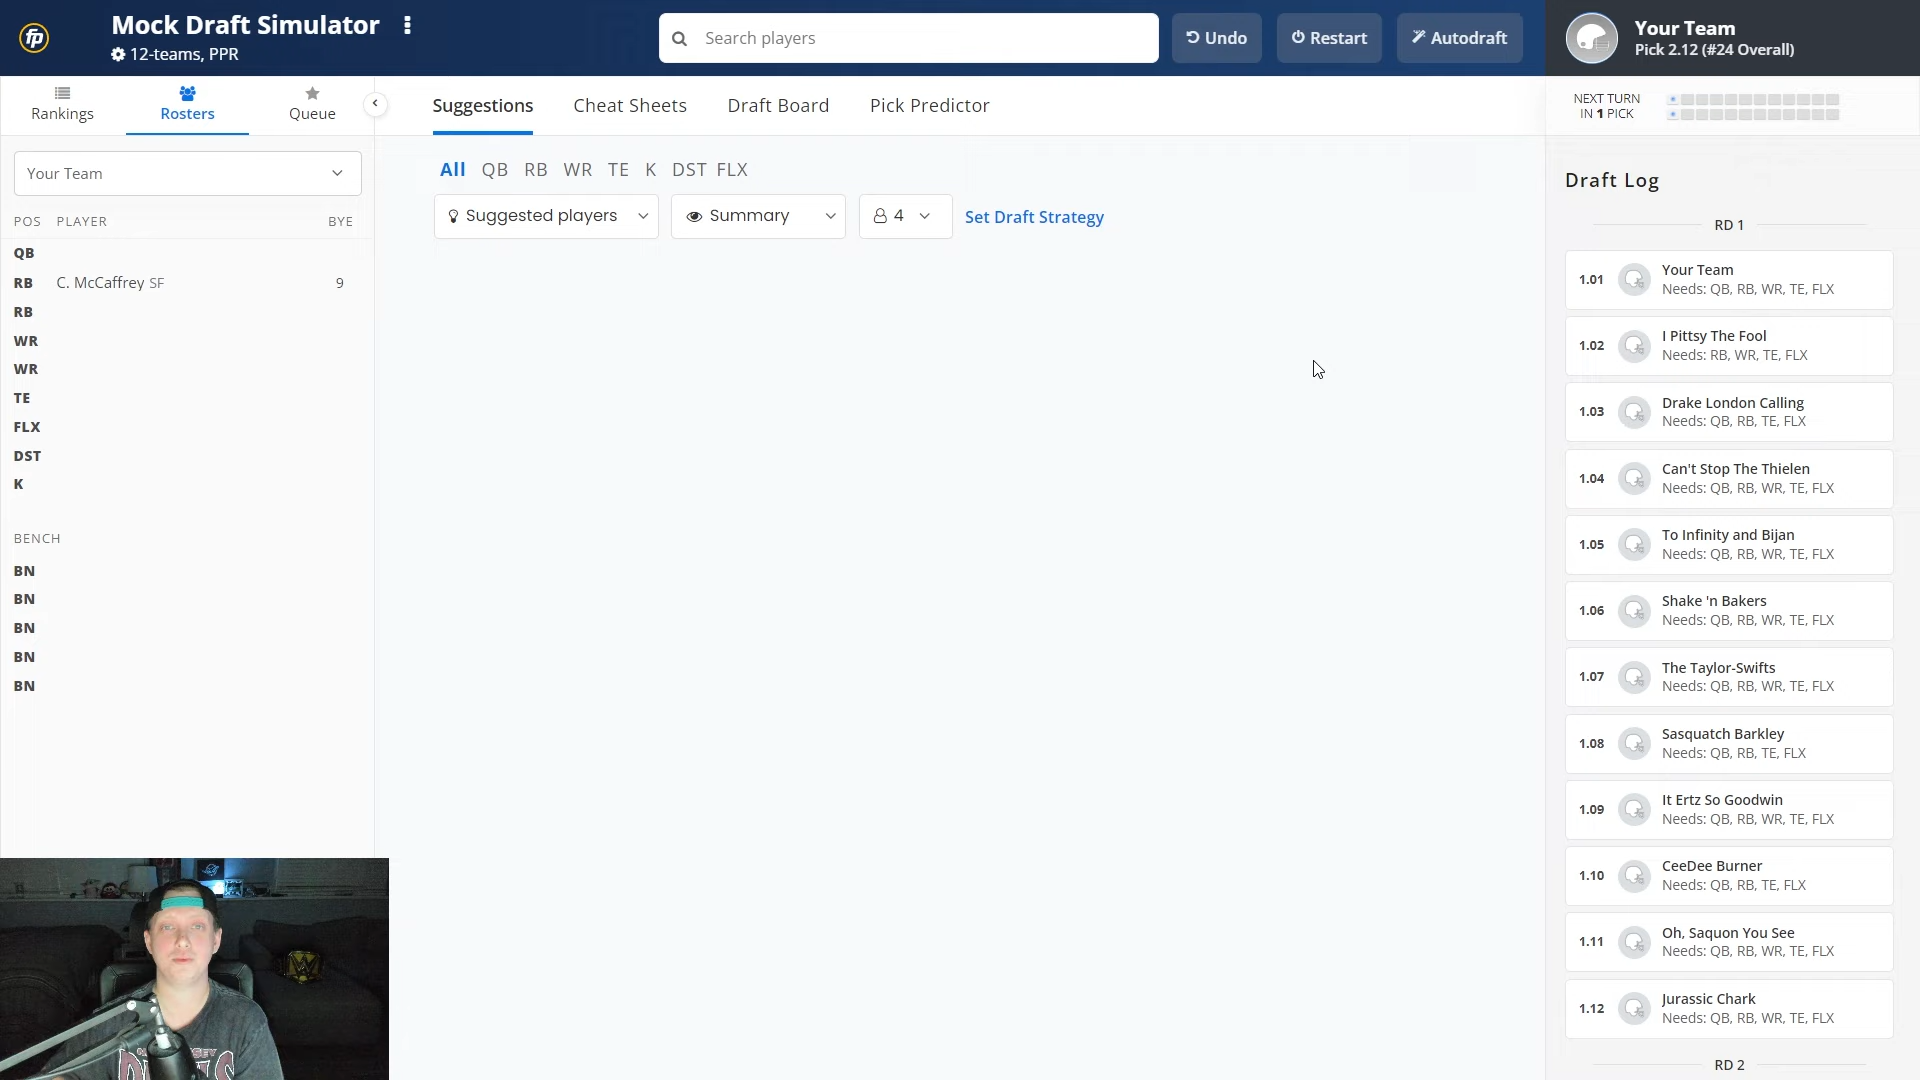 fp
Mock Draft Simulator
12-teams, PPR
Search players
Undo
Restart
Autodraft
Your Team
Pick 2.12 (#24 Overall)
Rankings
Rosters
Queue
Suggestions
Cheat Sheets
Draft Board
Pick Predictor
NEXT TURN
IN 1 PICK
Your Team
POS PLAYER BYE
QB
RB C. McCaffrey SF 9
RB
WR
WR
TE
FLX
DST
K
BENCH
BN
BN
BN
BN
BN
All QB RB WR TE K DST FLX
Suggested players
Summary
4
Set Draft Strategy
Draft Log
RD 1
1.01 Your Team
Needs: QB, RB, WR, TE, FLX
1.02 I Pittsy The Fool
Needs: RB, WR, TE, FLX
1.03 Drake London Calling
Needs: QB, RB, TE, FLX
1.04 Can't Stop The Thielen
Needs: QB, RB, WR, TE, FLX
1.05 To Infinity and Bijan
Needs: QB, RB, WR, TE, FLX
1.06 Shake 'n Bakers
Needs: QB, RB, WR, TE, FLX
1.07 The Taylor-Swifts
Needs: QB, RB, WR, TE, FLX
1.08 Sasquatch Barkley
Needs: QB, RB, TE, FLX
1.09 It Ertz So Goodwin
Needs: QB, RB, WR, TE, FLX
1.10 CeeDee Burner
Needs: QB, RB, TE, FLX
1.11 Oh, Saquon You See
Needs: QB, RB, WR, TE, FLX
1.12 Jurassic Chark
Needs: QB, RB, WR, TE, FLX
RD 2